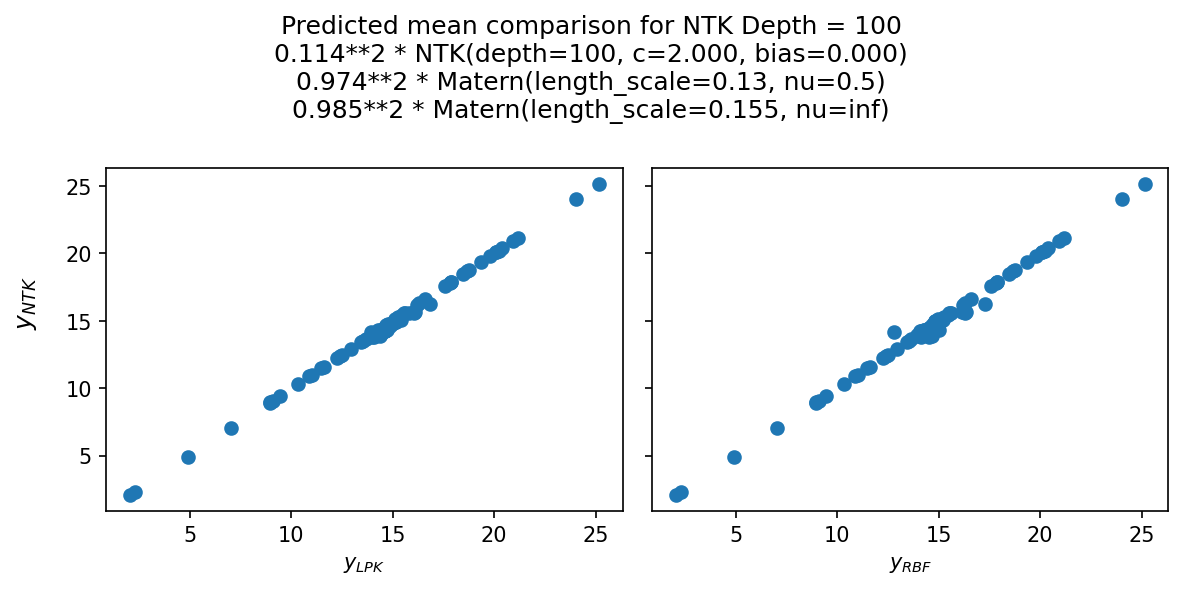 Predicted mean comparison for NTK Depth = 100
0.114**2 * NTK(depth=100, c=2.000, bias=0.000)
0.974**2 * Matern(length_scale=0.13, nu=0.5)
0.985**2 * Matern(length_scale=0.155, nu=inf)
25
20
15
10
5
y_NTK
5 10 15 20 25
y_LPK
5 10 15 20 25
y_RBF